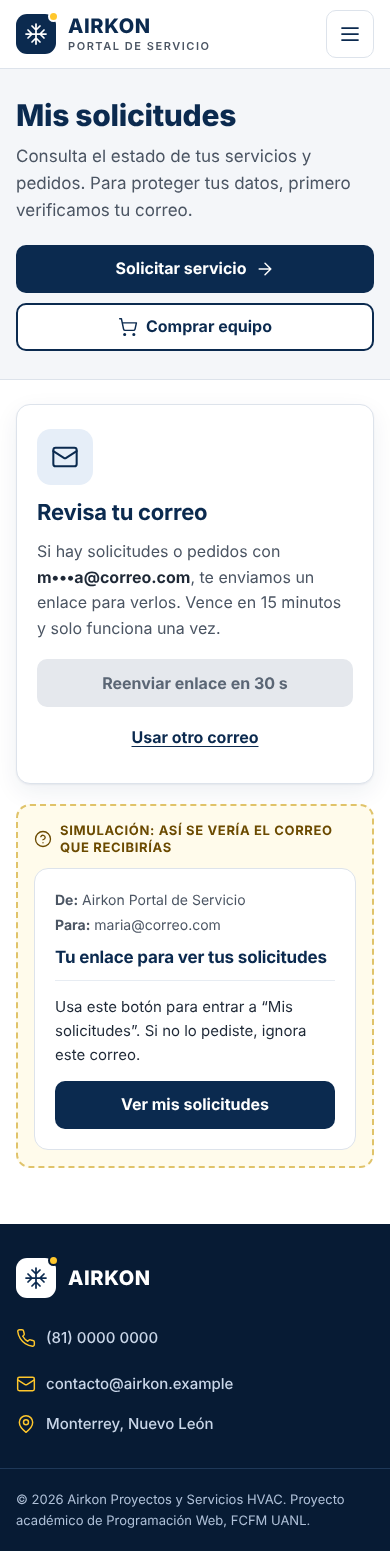 AIRKON
PORTAL DE SERVICIO
Mis solicitudes
Consulta el estado de tus servicios y
pedidos. Para proteger tus datos, primero
verificamos tu correo.
Solicitar servicio
Comprar equipo
Revisa tu correo
Si hay solicitudes o pedidos con
m•••a@correo.com, te enviamos un
enlace para verlos. Vence en 15 minutos
y solo funciona una vez.
Reenviar enlace en 30 s
Usar otro correo
SIMULACIÓN: ASÍ SE VERÍA EL CORREO
QUE RECIBIRÍAS
De: Airkon Portal de Servicio
Para: maria@correo.com
Tu enlace para ver tus solicitudes
Usa este botón para entrar a “Mis
solicitudes”. Si no lo pediste, ignora
este correo.
Ver mis solicitudes
AIRKON
(81) 0000 0000
contacto@airkon.example
Monterrey, Nuevo León
© 2026 Airkon Proyectos y Servicios HVAC. Proyecto
académico de Programación Web, FCFM UANL.